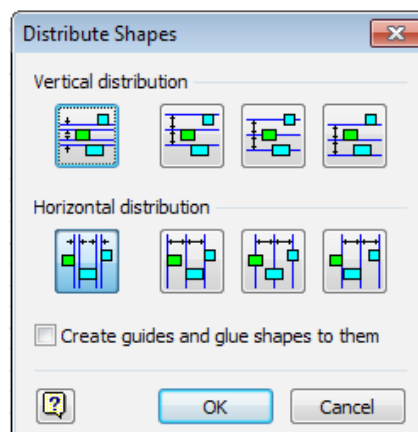 Distribute Shapes
Vertical distribution
Horizontal distribution
Create guides and glue shapes to them
?
OK
Cancel